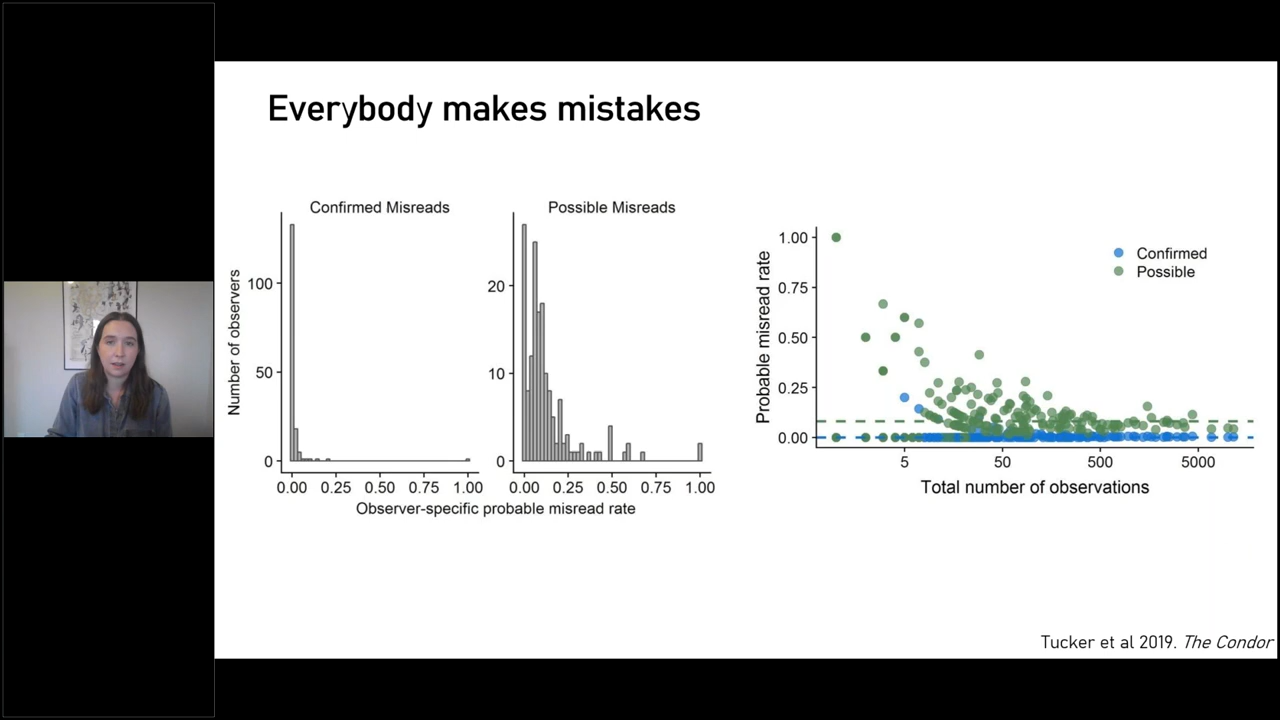 Everybody makes mistakes
Confirmed Misreads
Possible Misreads
Number of observers
100
50
0
20
10
0
0.00 0.25 0.50 0.75 1.00
0.00 0.25 0.50 0.75 1.00
Observer-specific probable misread rate
Probable misread rate
1.00
0.75
0.50
0.25
0.00
Confirmed
Possible
5 50 500 5000
Total number of observations
Tucker et al 2019. The Condor